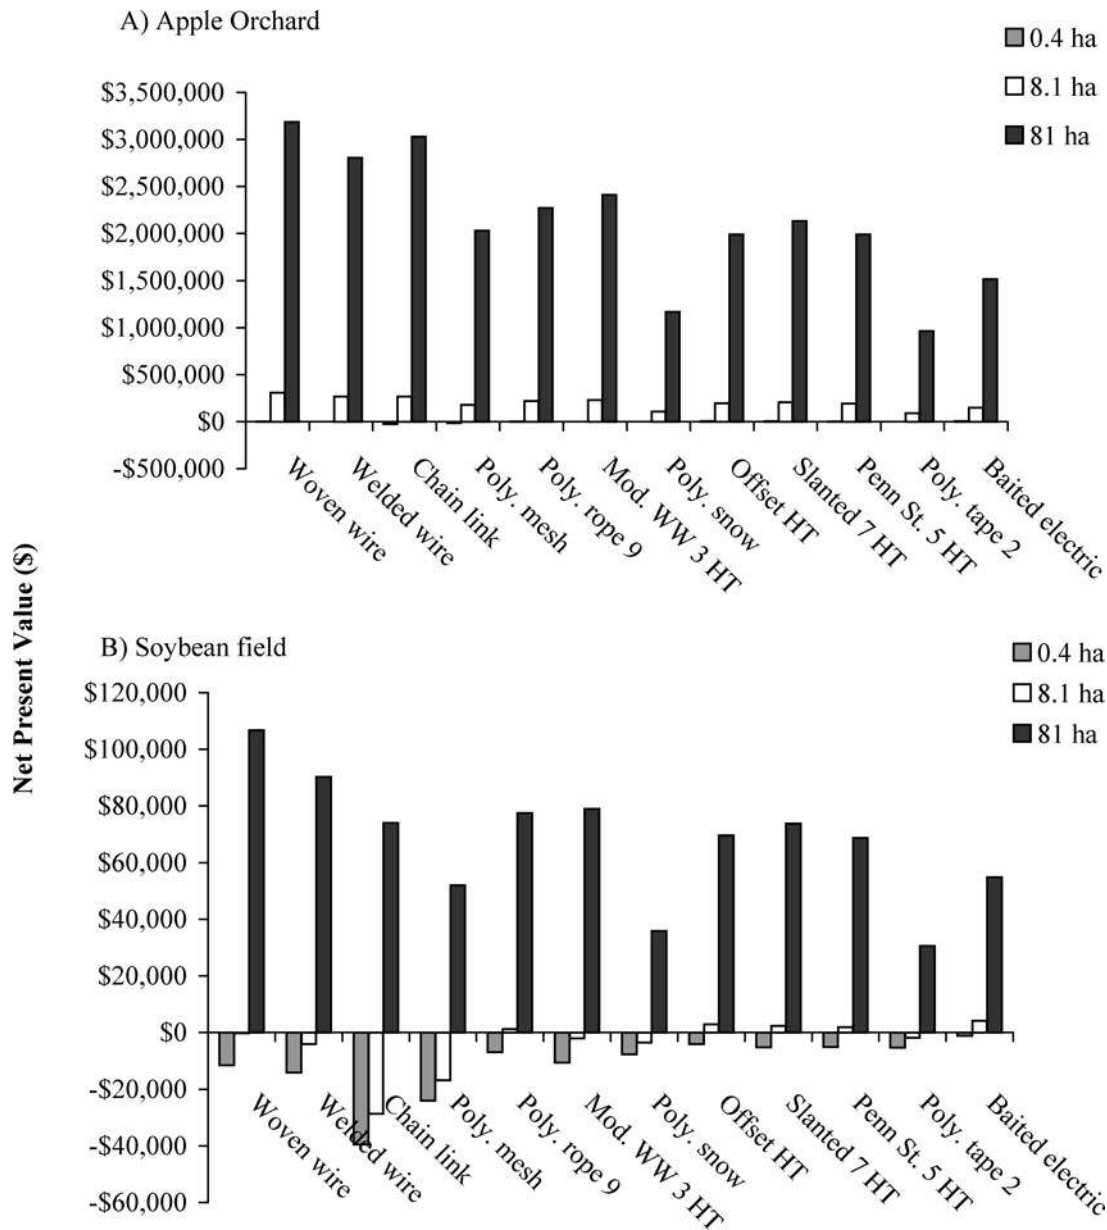 A) Apple Orchard
0.4 ha
8.1 ha
81 ha
$3,500,000
$3,000,000
$2,500,000
$2,000,000
$1,500,000
$1,000,000
$500,000
$0
-$500,000
Woven wire
Welded wire
Chain link
Poly. mesh
Poly. rope 9
Mod. WW 3 HT
Poly. snow
Offset HT
Slanted 7 HT
Penn St. 5 HT
Poly. tape 2
Baited electric
Net Present Value ($)
B) Soybean field
0.4 ha
8.1 ha
81 ha
$120,000
$100,000
$80,000
$60,000
$40,000
$20,000
$0
-$20,000
-$40,000
-$60,000
Woven wire
Welded wire
Chain link
Poly. mesh
Poly. rope 9
Mod. WW 3 HT
Poly. snow
Offset HT
Slanted 7 HT
Penn St. 5 HT
Poly. tape 2
Baited electric